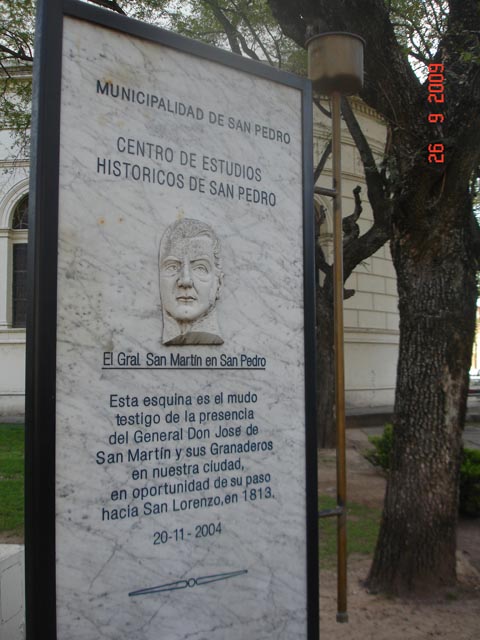 MUNICIPALIDAD DE SAN PEDRO
CENTRO DE ESTUDIOS
HISTORICOS DE SAN PEDRO
El Gral. San Martín en San Pedro
Esta esquina es el mudo
testigo de la presencia
del General Don José de
San Martín y sus Granaderos
en nuestra ciudad,
en oportunidad de su paso
hacia San Lorenzo, en 1813.
20-11-2004
26 9 2009